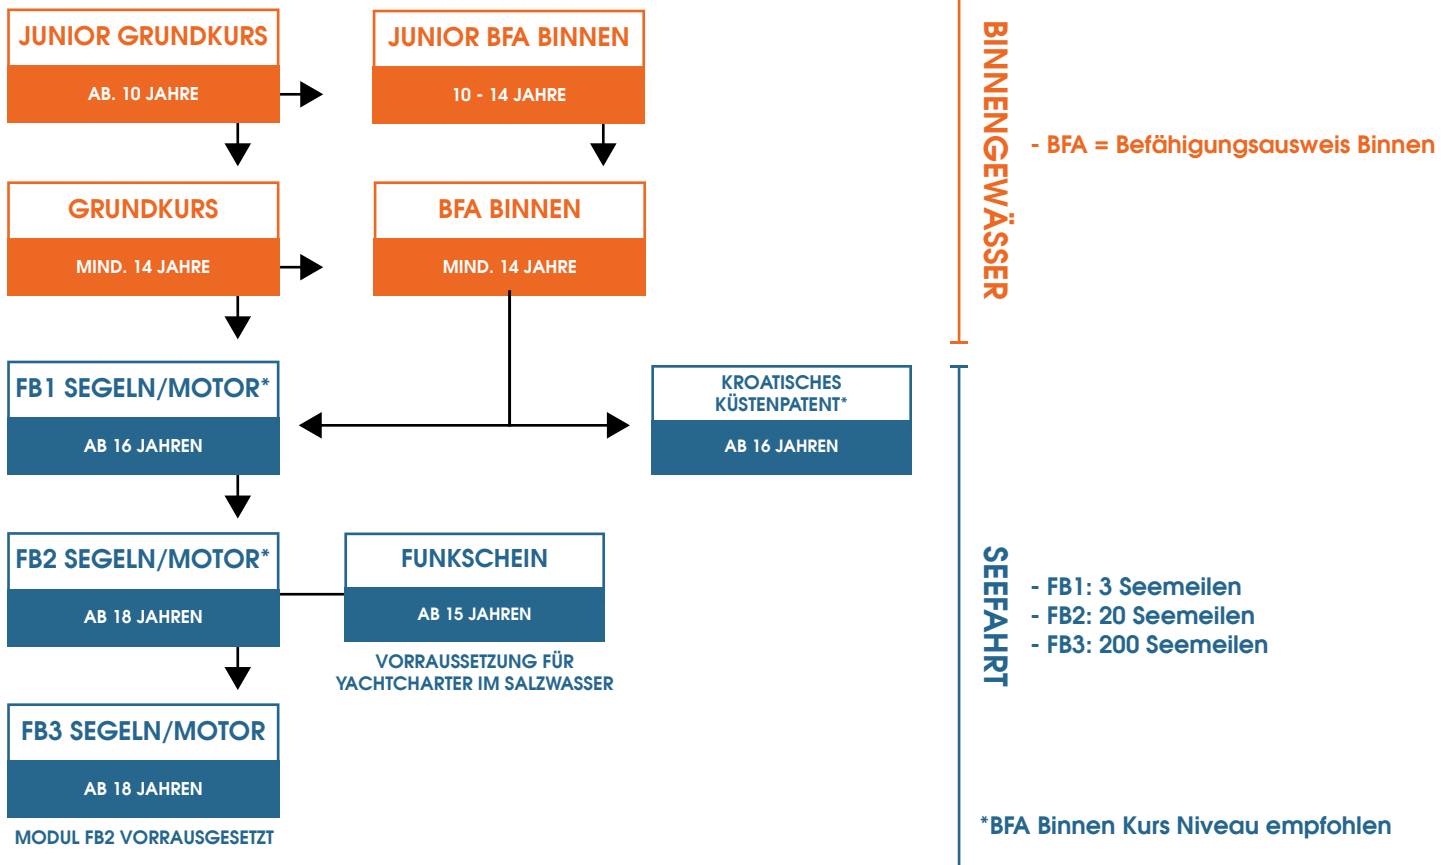 JUNIOR GRUNDKURS
AB. 10 JAHRE
JUNIOR BFA BINNEN
10 - 14 JAHRE
GRUNDKURS
MIND. 14 JAHRE
BFA BINNEN
MIND. 14 JAHRE
BINNENGEWÄSSER
- BFA = Befähigungsausweis Binnen
FB1 SEGELN/MOTOR*
AB 16 JAHREN
KROATISCHES
KÜSTENPATENT*
AB 16 JAHREN
FB2 SEGELN/MOTOR*
AB 18 JAHREN
FUNKSCHEIN
AB 15 JAHREN
VORRAUSSETZUNG FÜR
YACHTCHARTER IM SALZWASSER
FB3 SEGELN/MOTOR
AB 18 JAHREN
MODUL FB2 VORRAUSGESETZT
SEEFAHRT
- FB1: 3 Seemeilen
- FB2: 20 Seemeilen
- FB3: 200 Seemeilen
*BFA Binnen Kurs Niveau empfohlen